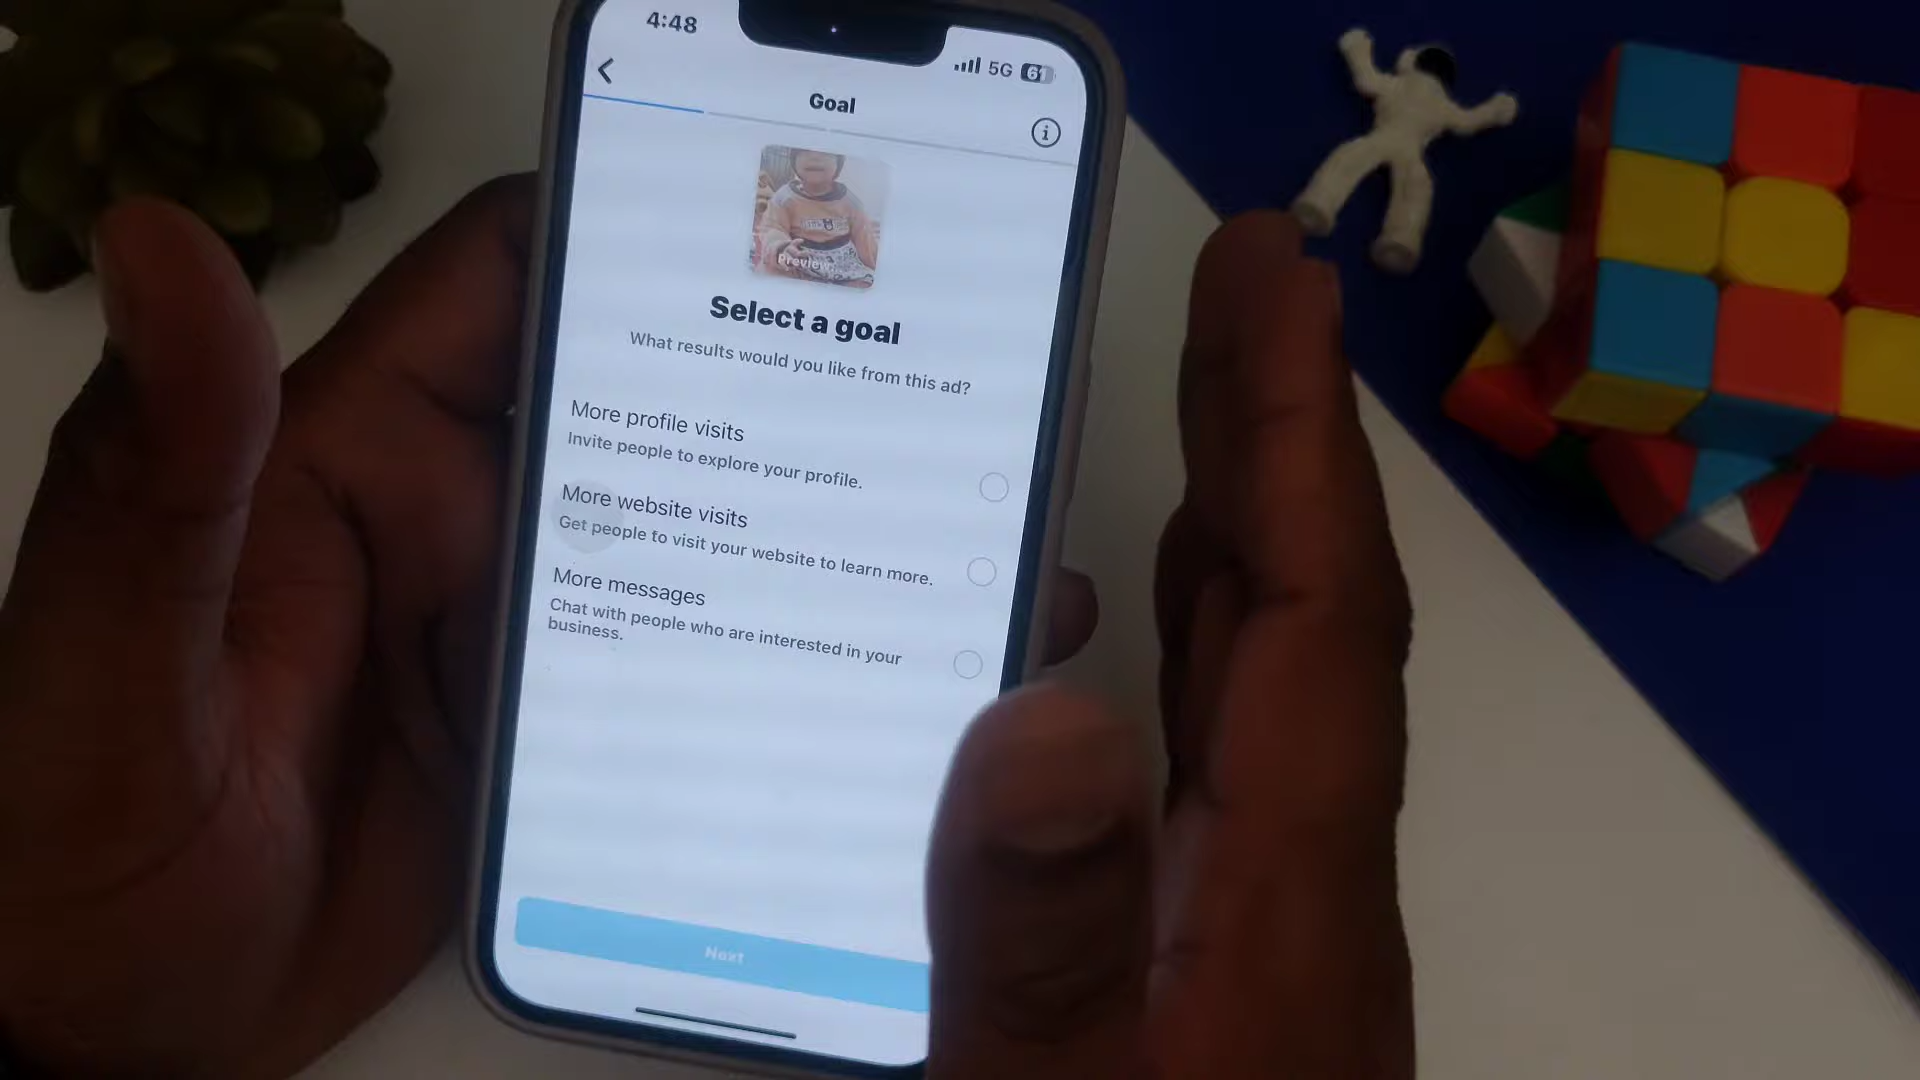 4:48
5G 61
Goal
Preview
Select a goal
What results would you like from this ad?
More profile visits
Invite people to explore your profile.
More website visits
Get people to visit your website to learn more.
More messages
Chat with people who are interested in your
business.
Next